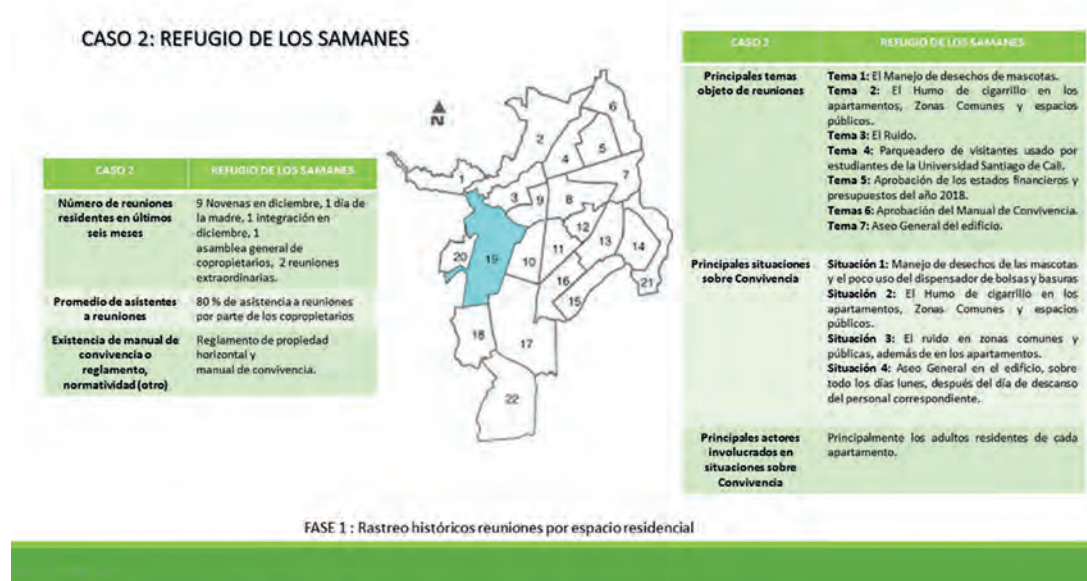 CASO 2: REFUGIO DE LOS SAMANES
CASO 2 REFUGIO DE LOS SAMANES
Número de reuniones residentes en últimos seis meses
9 Novenas en diciembre, 1 día de
la madre, 1 integración en
diciembre, 1
asamblea general de
copropietarios, 2 reuniones
extraordinarias.
Promedio de asistentes
a reuniones
80 % de asistencia a reuniones
por parte de los copropietarios
Existencia de manual de
convivencia o
reglamento,
normatividad (otro)
Reglamento de propiedad
horizontal y
manual de convivencia.
N
1
2
3
4
5
6
7
8
9
10
11
12
13
14
15
16
17
18
19
20
21
22
CASO 2 REFUGIO DE LOS SAMANES
Principales temas
objeto de reuniones
Tema 1: El Manejo de desechos de mascotas.
Tema 2: El Humo de cigarrillo en los
apartamentos, Zonas Comunes y espacios
públicos.
Tema 3: El Ruido.
Tema 4: Parqueadero de visitantes usado por
estudiantes de la Universidad Santiago de Cali.
Tema 5: Aprobación de los estados financieros y
presupuestos del año 2018.
Temas 6: Aprobación del Manual de Convivencia.
Tema 7: Aseo General del edificio.
Principales situaciones
sobre Convivencia
Situación 1: Manejo de desechos de las mascotas
y el poco uso del dispensador de bolsas y basuras
Situación 2: El Humo de cigarrillo en los
apartamentos, Zonas Comunes y espacios
públicos.
Situación 3: El ruido en zonas comunes y
públicas, además de en los apartamentos.
Situación 4: Aseo General en el edificio, sobre
todo los días lunes, después del día de descanso
del personal correspondiente.
Principales actores
involucrados en
situaciones sobre
Convivencia
Principalmente los adultos residentes de cada
apartamento.
FASE 1 : Rastreo históricos reuniones por espacio residencial